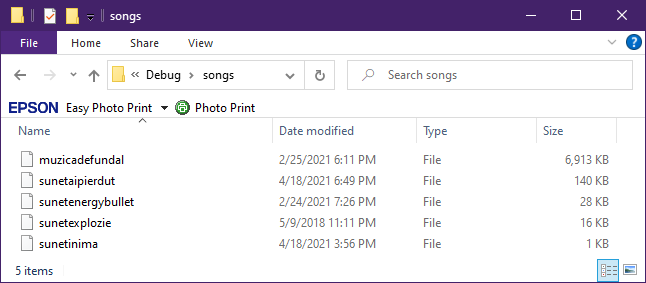 songs
File Home Share View
Debug songs Search songs
EPSON Easy Photo Print Photo Print
Name Date modified Type Size
muzicadefundal 2/25/2021 6:11 PM File 6,913 KB
sunetaipierdut 4/18/2021 6:49 PM File 140 KB
sunetenergybullet 2/24/2021 7:26 PM File 28 KB
sunetexplozie 5/9/2018 11:11 PM File 16 KB
sunetinima 4/18/2021 3:56 PM File 1 KB
5 items